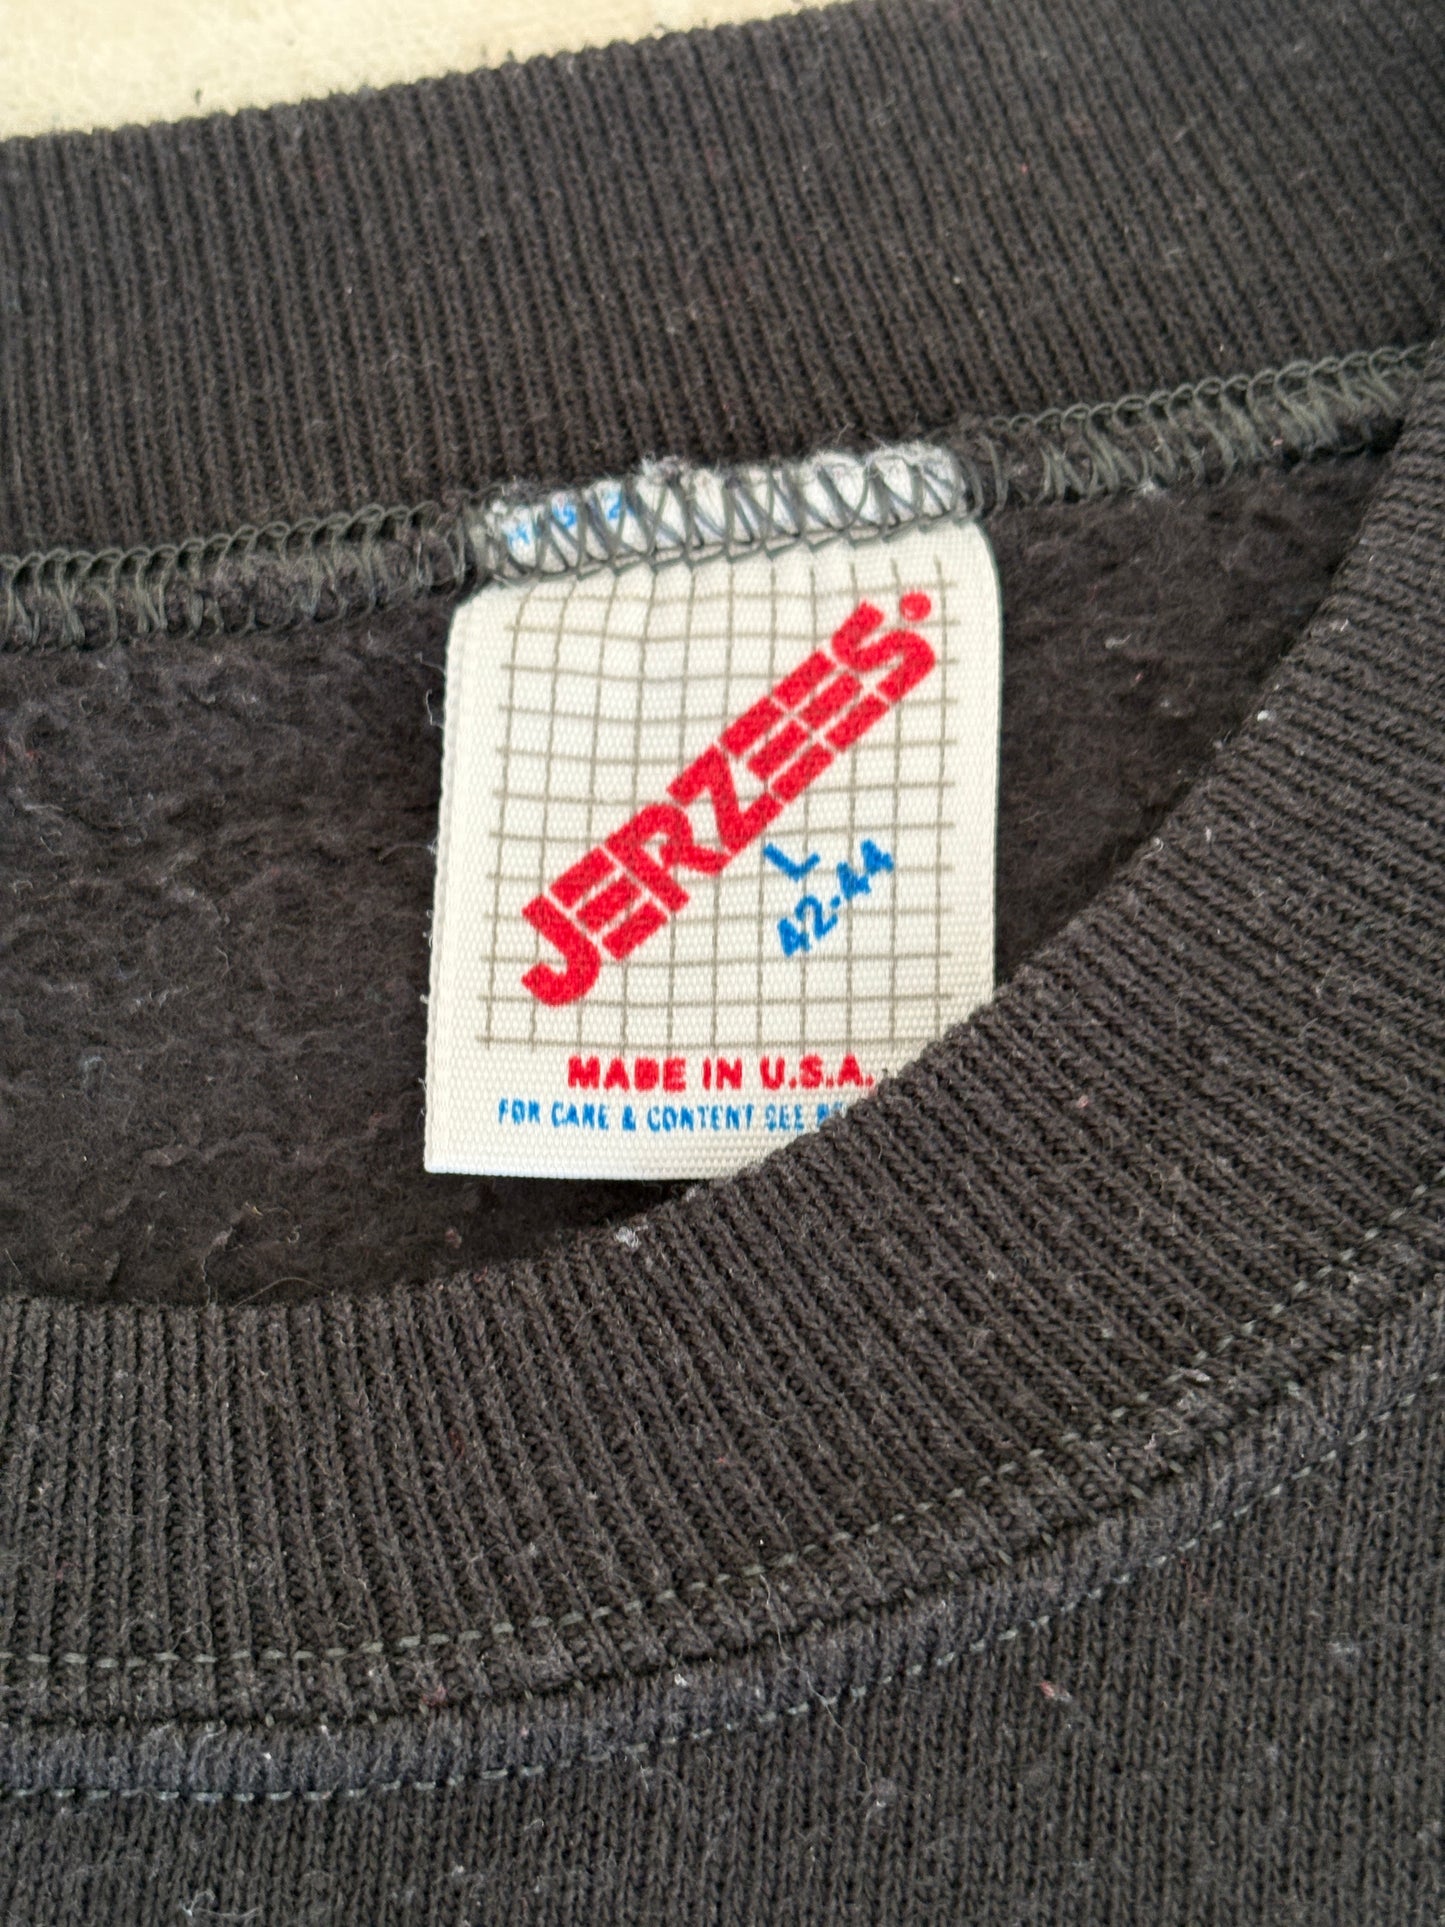 JERZEES.
L
42-44
MADE IN U.S.A.
FOR CARE & CONTENT SEE